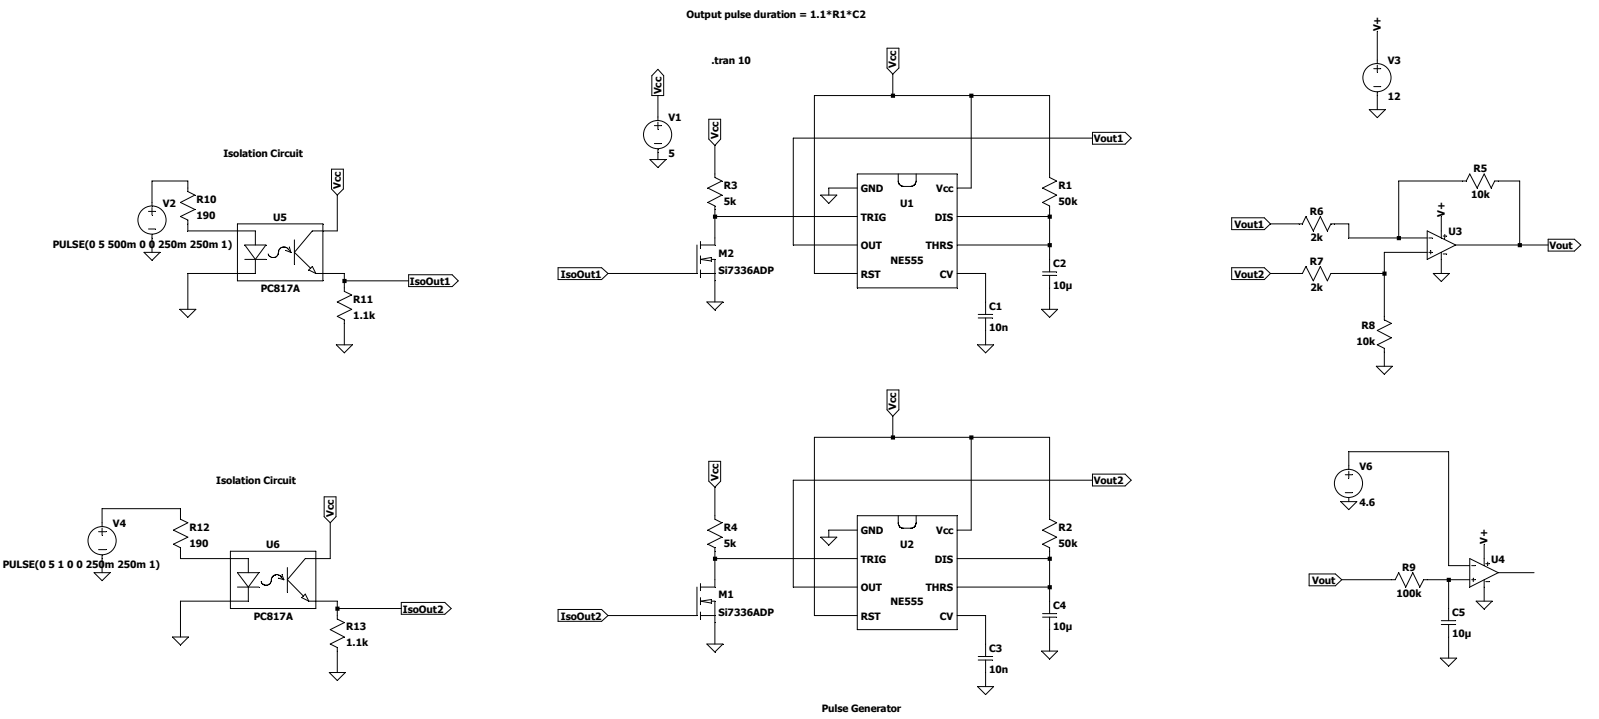 Output pulse duration = 1.1*R1*C2
.tran 10
Vcc
V1
5
Vcc
R3
5k
Vcc
Vout1
GND
Vcc
U1
TRIG
DIS
OUT
THRS
NE555
RST
CV
R1
50k
C2
10µ
C1
10n
M2
Si7336ADP
IsoOut1
Isolation Circuit
V2
PULSE(0 5 500m 0 0 250m 250m 1)
R10
190
U5
PC817A
Vcc
IsoOut1
R11
1.1k
V+
V3
12
Vout1
R6
2k
Vout2
R7
2k
R5
10k
V+
U3
Vout
R8
10k
Isolation Circuit
V4
PULSE(0 5 1 0 0 250m 250m 1)
R12
190
U6
PC817A
Vcc
IsoOut2
R13
1.1k
Vcc
Vcc
R4
5k
Vout2
GND
Vcc
U2
TRIG
DIS
OUT
THRS
NE555
RST
CV
R2
50k
C4
10µ
C3
10n
M1
Si7336ADP
IsoOut2
Pulse Generator
V6
4.6
Vout
R9
100k
V+
U4
C5
10µ